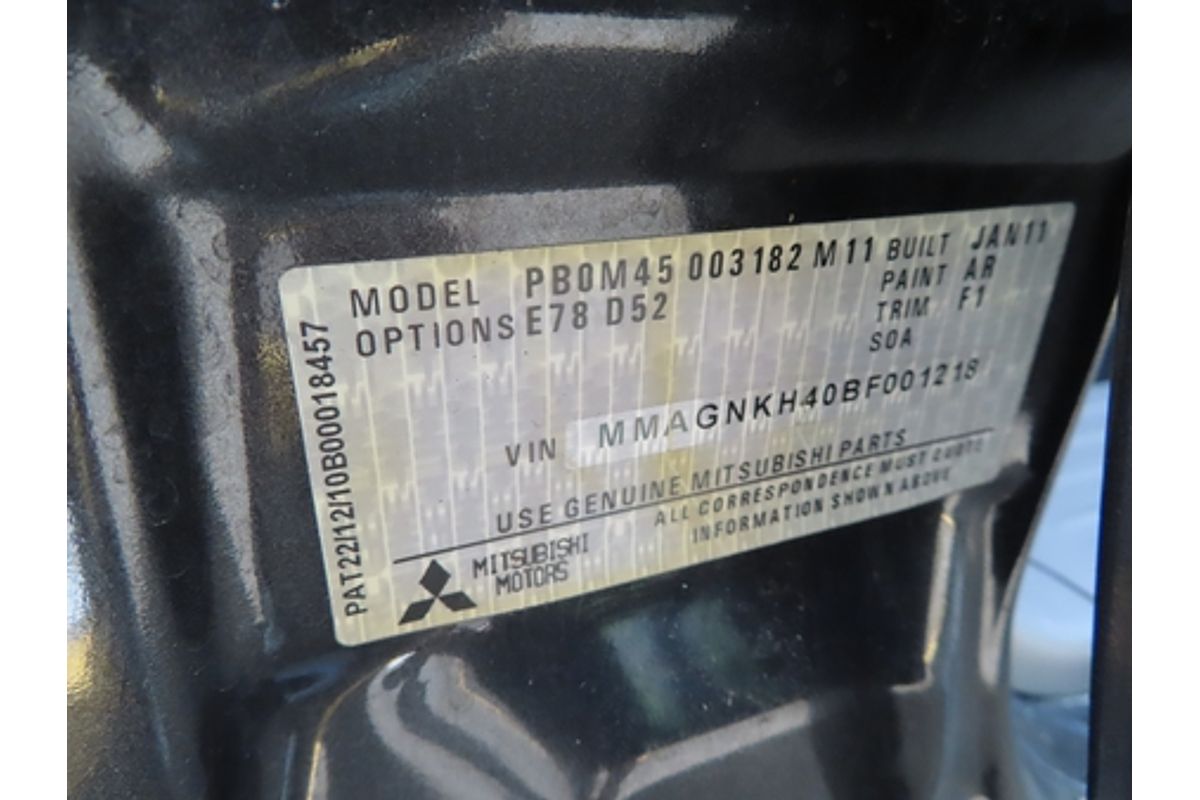 MODEL PB0M45 003182 M11 BUILT JAN11
OPTIONS E78 D52 PAINT AR
TRIM F1
SOA
VIN MMAGNKH40BF001218
USE GENUINE MITSUBISHI PARTS
ALL CORRESPONDENCE MUST QUOTE
INFORMATION SHOWN ABOVE
MITSUBISHI
MOTORS
PAT22/12/10B00018457